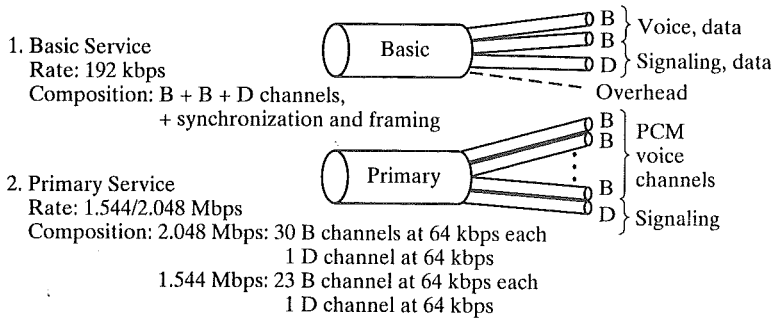 1. Basic Service
Rate: 192 kbps
Composition: B + B + D channels,
+ synchronization and framing
Basic
B
B
D
Voice, data
Signaling, data
Overhead
2. Primary Service
Rate: 1.544/2.048 Mbps
Composition: 2.048 Mbps: 30 B channels at 64 kbps each
1 D channel at 64 kbps
1.544 Mbps: 23 B channel at 64 kbps each
1 D channel at 64 kbps
Primary
B
B
B
D
PCM
voice
channels
Signaling